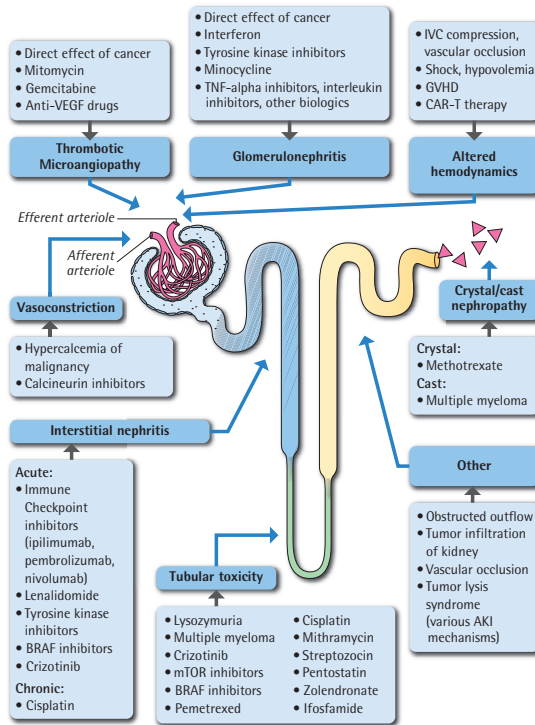 • Direct effect of cancer
• Mitomycin
• Gemcitabine
• Anti-VEGF drugs
Thrombotic
Microangiopathy
• Direct effect of cancer
• Interferon
• Tyrosine kinase inhibitors
• Minocycline
• TNF-alpha inhibitors, interleukin
inhibitors, other biologics
Glomerulonephritis
• IVC compression,
vascular occlusion
• Shock, hypovolemia
• GVHD
• CAR-T therapy
Altered
hemodynamics
Efferent arteriole
Afferent
arteriole
Vasoconstriction
• Hypercalcemia of
malignancy
• Calcineurin inhibitors
Crystal/cast
nephropathy
Crystal:
• Methotrexate
Cast:
• Multiple myeloma
Interstitial nephritis
Acute:
• Immune
Checkpoint
inhibitors
(ipilimumab,
pembrolizumab,
nivolumab)
• Lenalidomide
• Tyrosine kinase
inhibitors
• BRAF inhibitors
• Crizotinib
Chronic:
• Cisplatin
Other
• Obstructed outflow
• Tumor infiltration
of kidney
• Vascular occlusion
• Tumor lysis
syndrome
(various AKI
mechanisms)
Tubular toxicity
• Lysozymuria
• Multiple myeloma
• Crizotinib
• mTOR inhibitors
• BRAF inhibitors
• Pemetrexed
• Cisplatin
• Mithramycin
• Streptozocin
• Pentostatin
• Zolendronate
• Ifosfamide